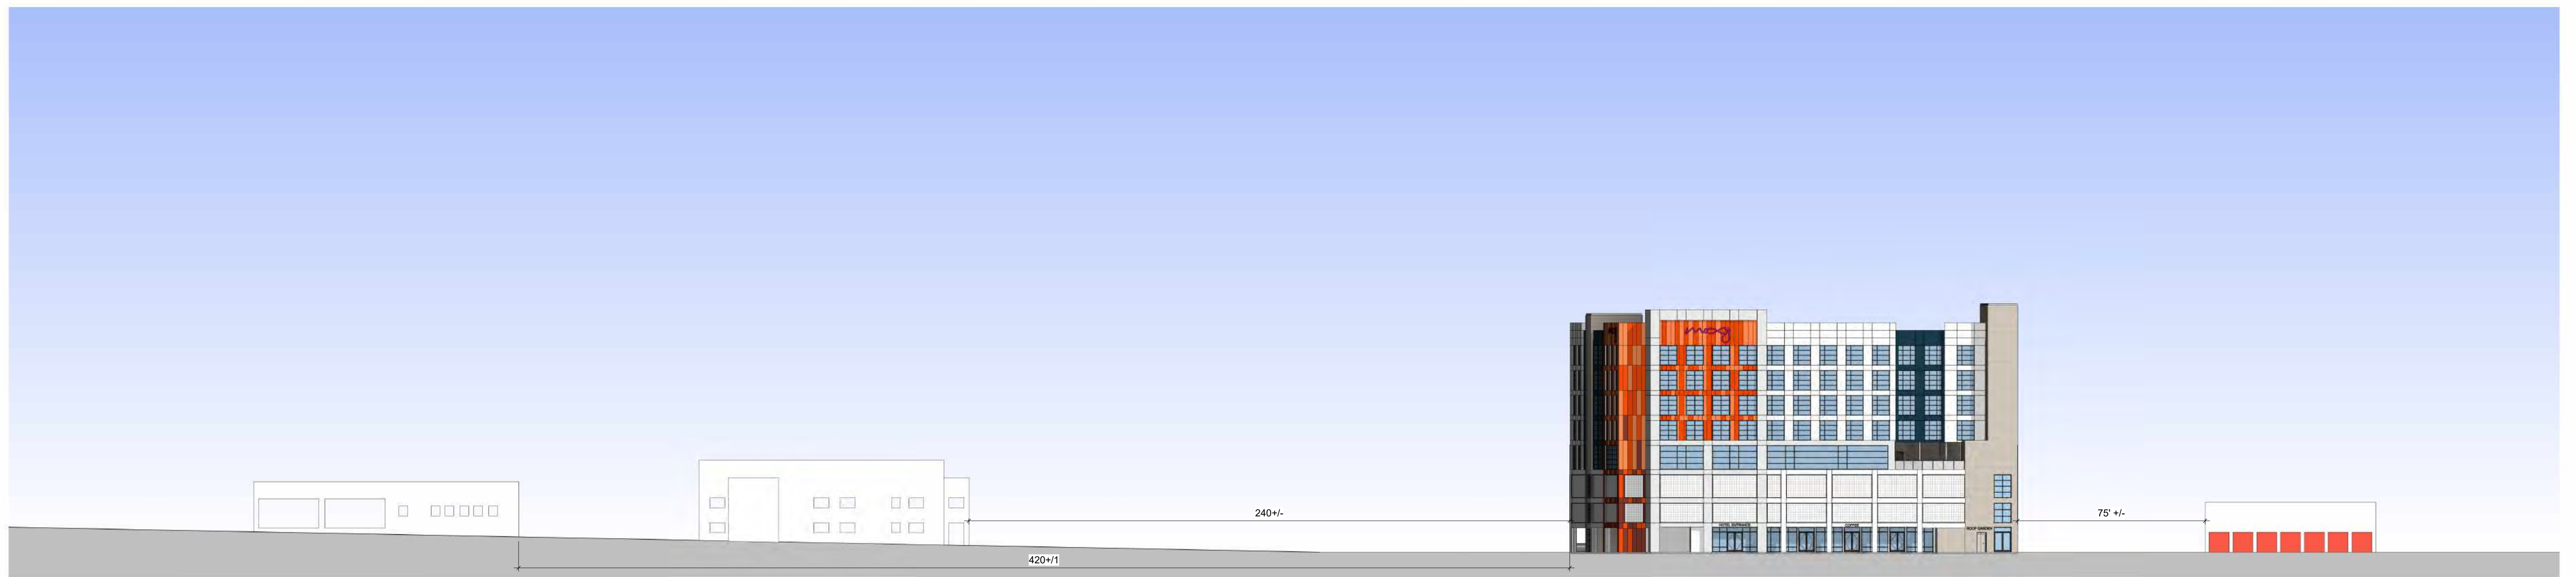 moxy
240+/-
75' +/-
HOTEL ENTRANCE
COFFEE
ROOF GARDEN
420+/1